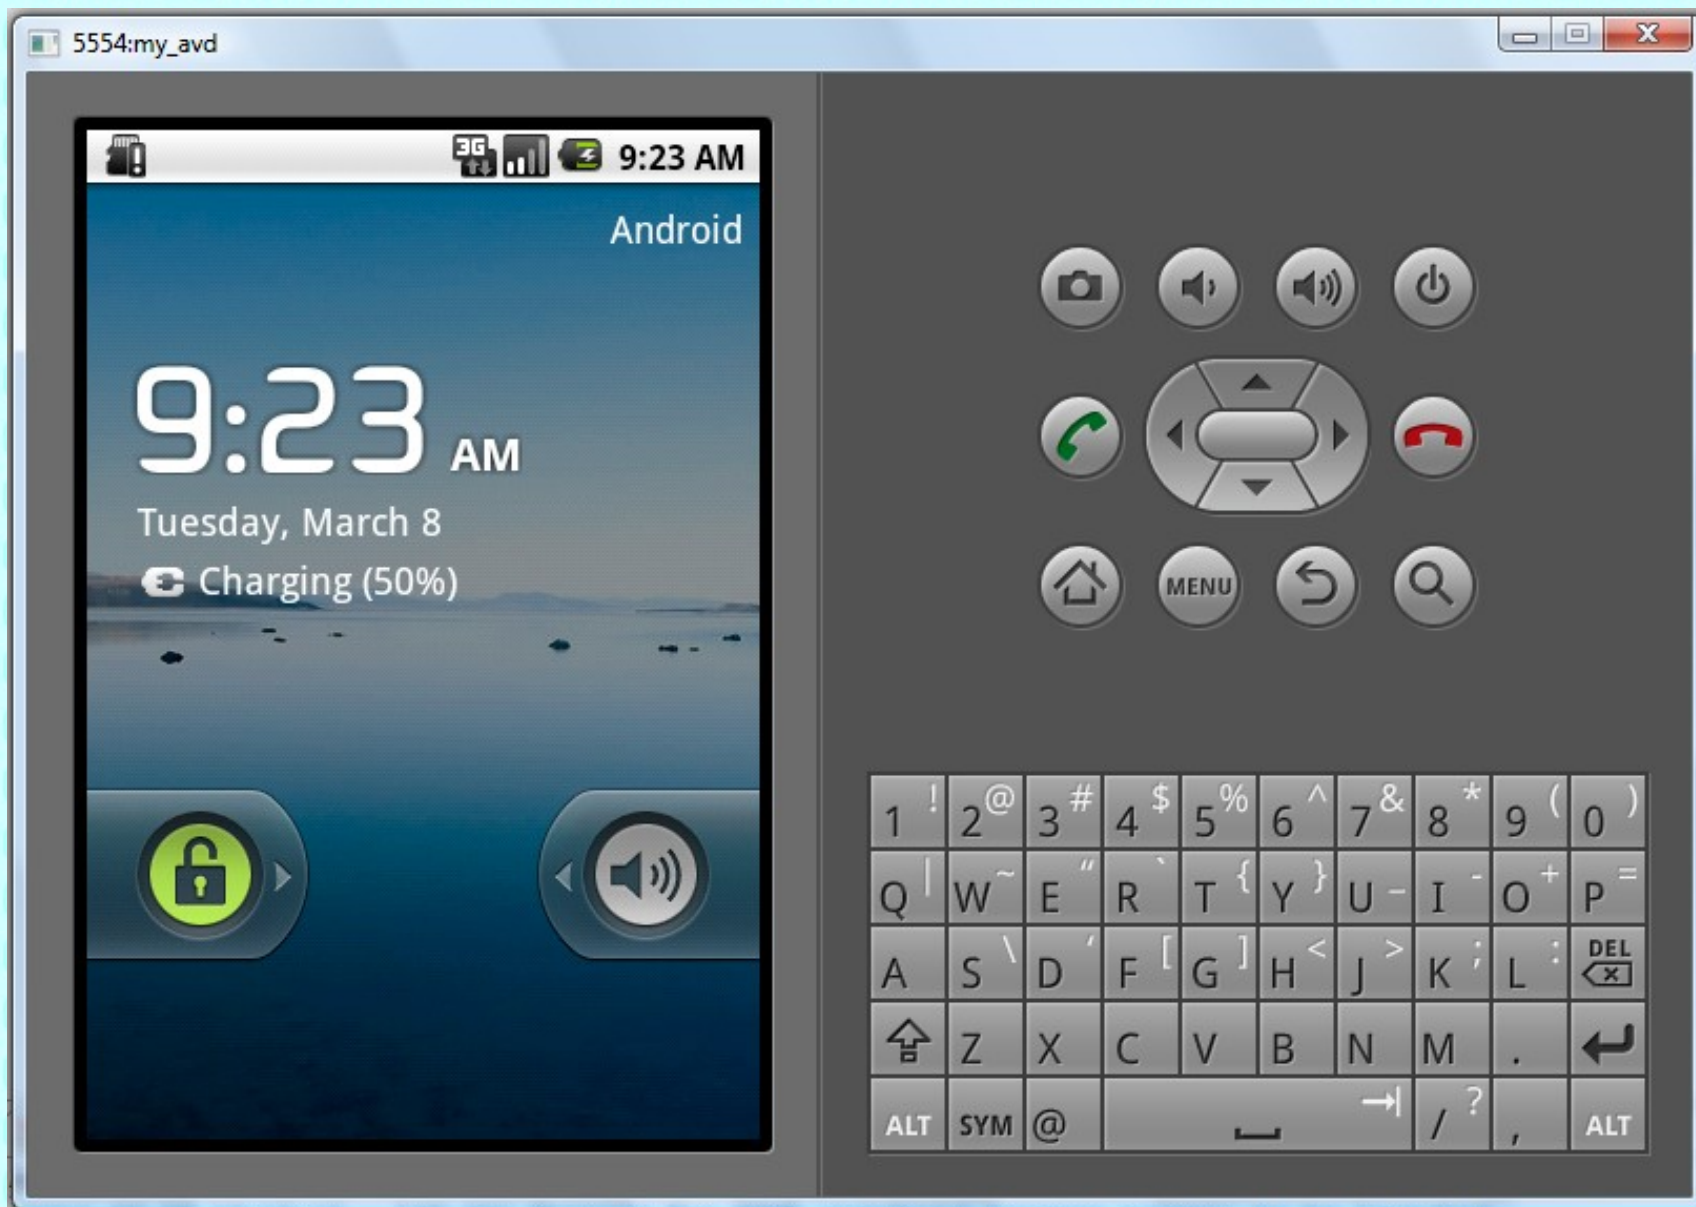 5554:my_avd
3G 9:23 AM
Android
9:23 AM
Tuesday, March 8
Charging (50%)
MENU
1 ! 2 @ 3 # 4 $ 5 % 6 ^ 7 & 8 * 9 ( 0 )
Q | W ~ E " R ` T { Y } U _ I - O + P =
A S \ D ' F [ G ] H < J > K ; L : DEL
Z X C V B N M .
ALT SYM @ / ? , ALT